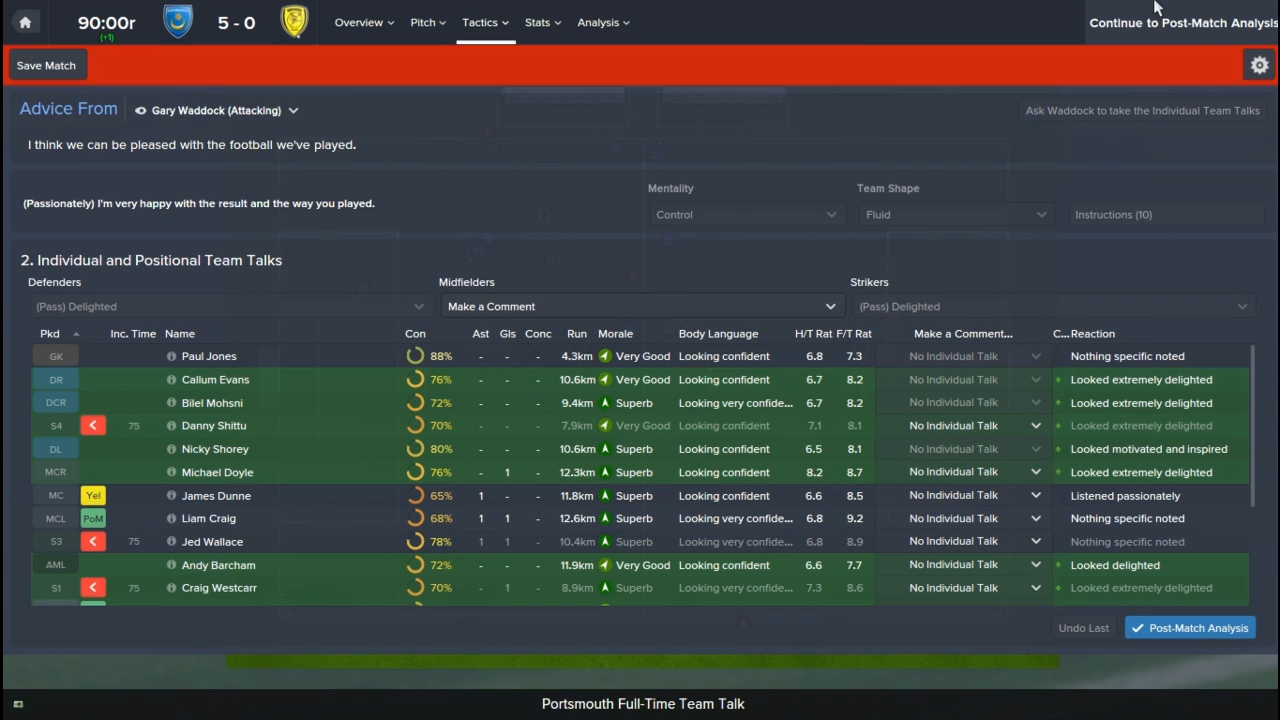 90:00r 5 - 0 Overview Pitch Tactics Stats Analysis Continue to Post-Match Analysis
(+1)
Save Match
Advice From Gary Waddock (Attacking) Ask Waddock to take the Individual Team Talks
I think we can be pleased with the football we've played.
Mentality Team Shape
(Passionately) I'm very happy with the result and the way you played.
Control Fluid Instructions (10)
2. Individual and Positional Team Talks
Defenders Midfielders Strikers
(Pass) Delighted Make a Comment (Pass) Delighted
Pkd Inc. Time Name Con Ast Gls Conc Run Morale Body Language H/T Rat F/T Rat Make a Comment... C... Reaction
GK Paul Jones 88% - - - 4.3km Very Good Looking confident 6.8 7.3 No Individual Talk Nothing specific noted
DR Callum Evans 76% - - - 10.6km Very Good Looking confident 6.7 8.2 No Individual Talk Looked extremely delighted
DCR Bilel Mohsni 72% - - - 9.4km Superb Looking very confide... 6.7 8.2 No Individual Talk Looked extremely delighted
S4 75 Danny Shittu 70% - - - 7.9km Very Good Looking confident 7.1 8.1 No Individual Talk Looked extremely delighted
DL Nicky Shorey 80% - - - 10.6km Superb Looking confident 6.5 8.1 No Individual Talk Looked motivated and inspired
MCR Michael Doyle 76% - 1 - 12.3km Superb Looking confident 8.2 8.7 No Individual Talk Looked extremely delighted
MC Yel James Dunne 65% 1 - - 11.8km Superb Looking confident 6.6 8.5 No Individual Talk Listened passionately
MCL PoM Liam Craig 68% 1 1 - 12.6km Superb Looking very confide... 6.8 9.2 No Individual Talk Nothing specific noted
S3 75 Jed Wallace 78% 1 1 - 10.4km Superb Looking very confide... 6.8 8.9 No Individual Talk Nothing specific noted
AML Andy Barcham 72% - - - 11.9km Very Good Looking confident 6.6 7.7 No Individual Talk Looked delighted
S1 75 Craig Westcarr 70% - 1 - 8.9km Superb Looking very confide... 7.3 8.6 No Individual Talk Looked extremely delighted
Undo Last Post-Match Analysis
Portsmouth Full-Time Team Talk